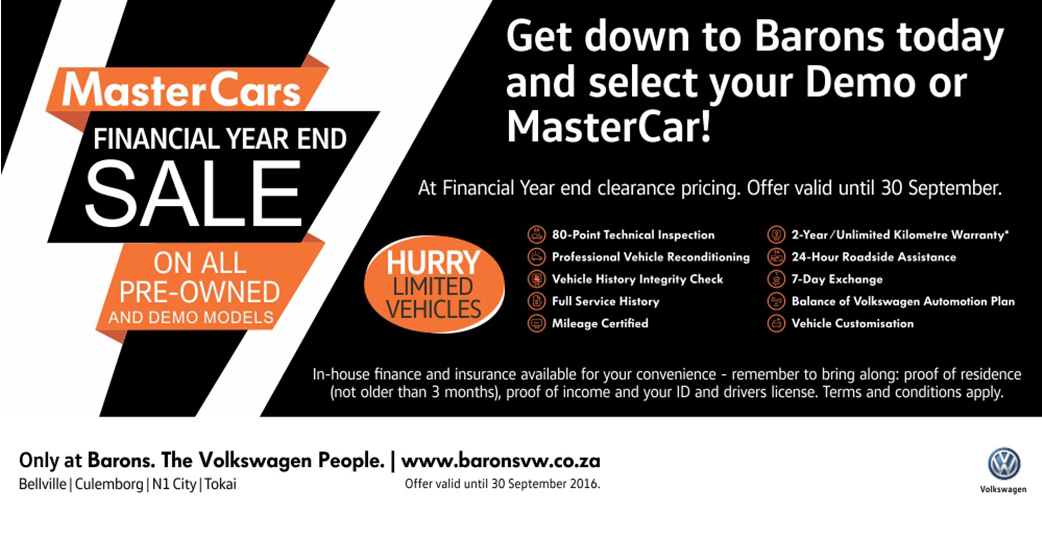 MasterCars
FINANCIAL YEAR END
SALE
ON ALL
PRE-OWNED
AND DEMO MODELS
Get down to Barons today
and select your Demo or
MasterCar!
At Financial Year end clearance pricing. Offer valid until 30 September.
HURRY
LIMITED
VEHICLES
80-Point Technical Inspection
Professional Vehicle Reconditioning
Vehicle History Integrity Check
Full Service History
Mileage Certified
2-Year/Unlimited Kilometre Warranty*
24-Hour Roadside Assistance
7-Day Exchange
Balance of Volkswagen Automotion Plan
Vehicle Customisation
In-house finance and insurance available for your convenience - remember to bring along: proof of residence
(not older than 3 months), proof of income and your ID and drivers license. Terms and conditions apply.
Only at Barons. The Volkswagen People. | www.baronsvw.co.za
Bellville | Culemborg | N1 City | Tokai
Offer valid until 30 September 2016.
Volkswagen